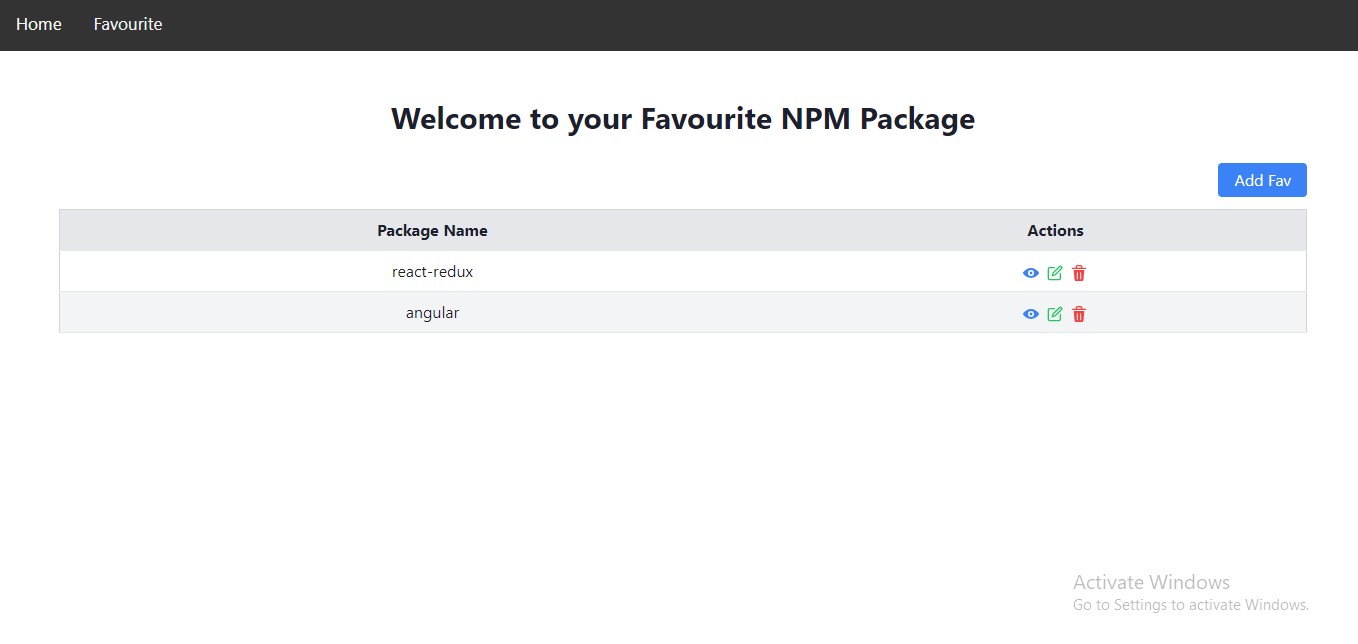 Home Favourite
Welcome to your Favourite NPM Package
Add Fav
Package Name Actions
react-redux
angular
Activate Windows
Go to Settings to activate Windows.